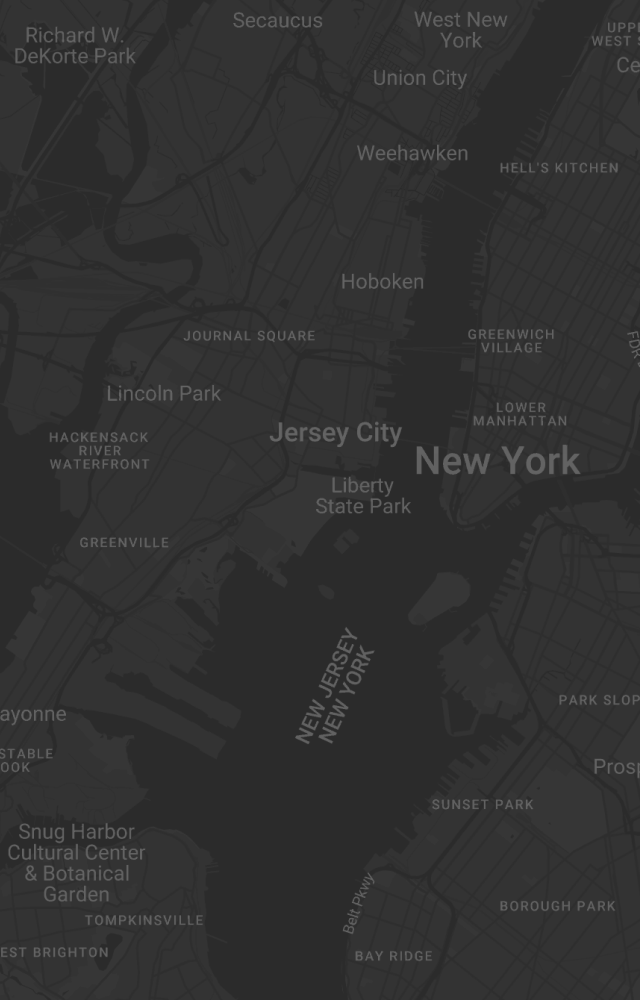 Secaucus
West New
York
UPPE
WEST S
Richard W.
DeKorte Park
Ce
Union City
Weehawken
HELL'S KITCHEN
Hoboken
JOURNAL SQUARE
GREENWICH
VILLAGE
FDR
Lincoln Park
LOWER
MANHATTAN
Jersey City
HACKENSACK
RIVER
WATERFRONT
New York
Liberty
State Park
GREENVILLE
NEW JERSEY
NEW YORK
PARK SLOP
ayonne
STABLE
OOK
Prosp
SUNSET PARK
Snug Harbor
Cultural Center
& Botanical
Garden
Belt Pkwy
BOROUGH PARK
TOMPKINSVILLE
EST BRIGHTON
BAY RIDGE